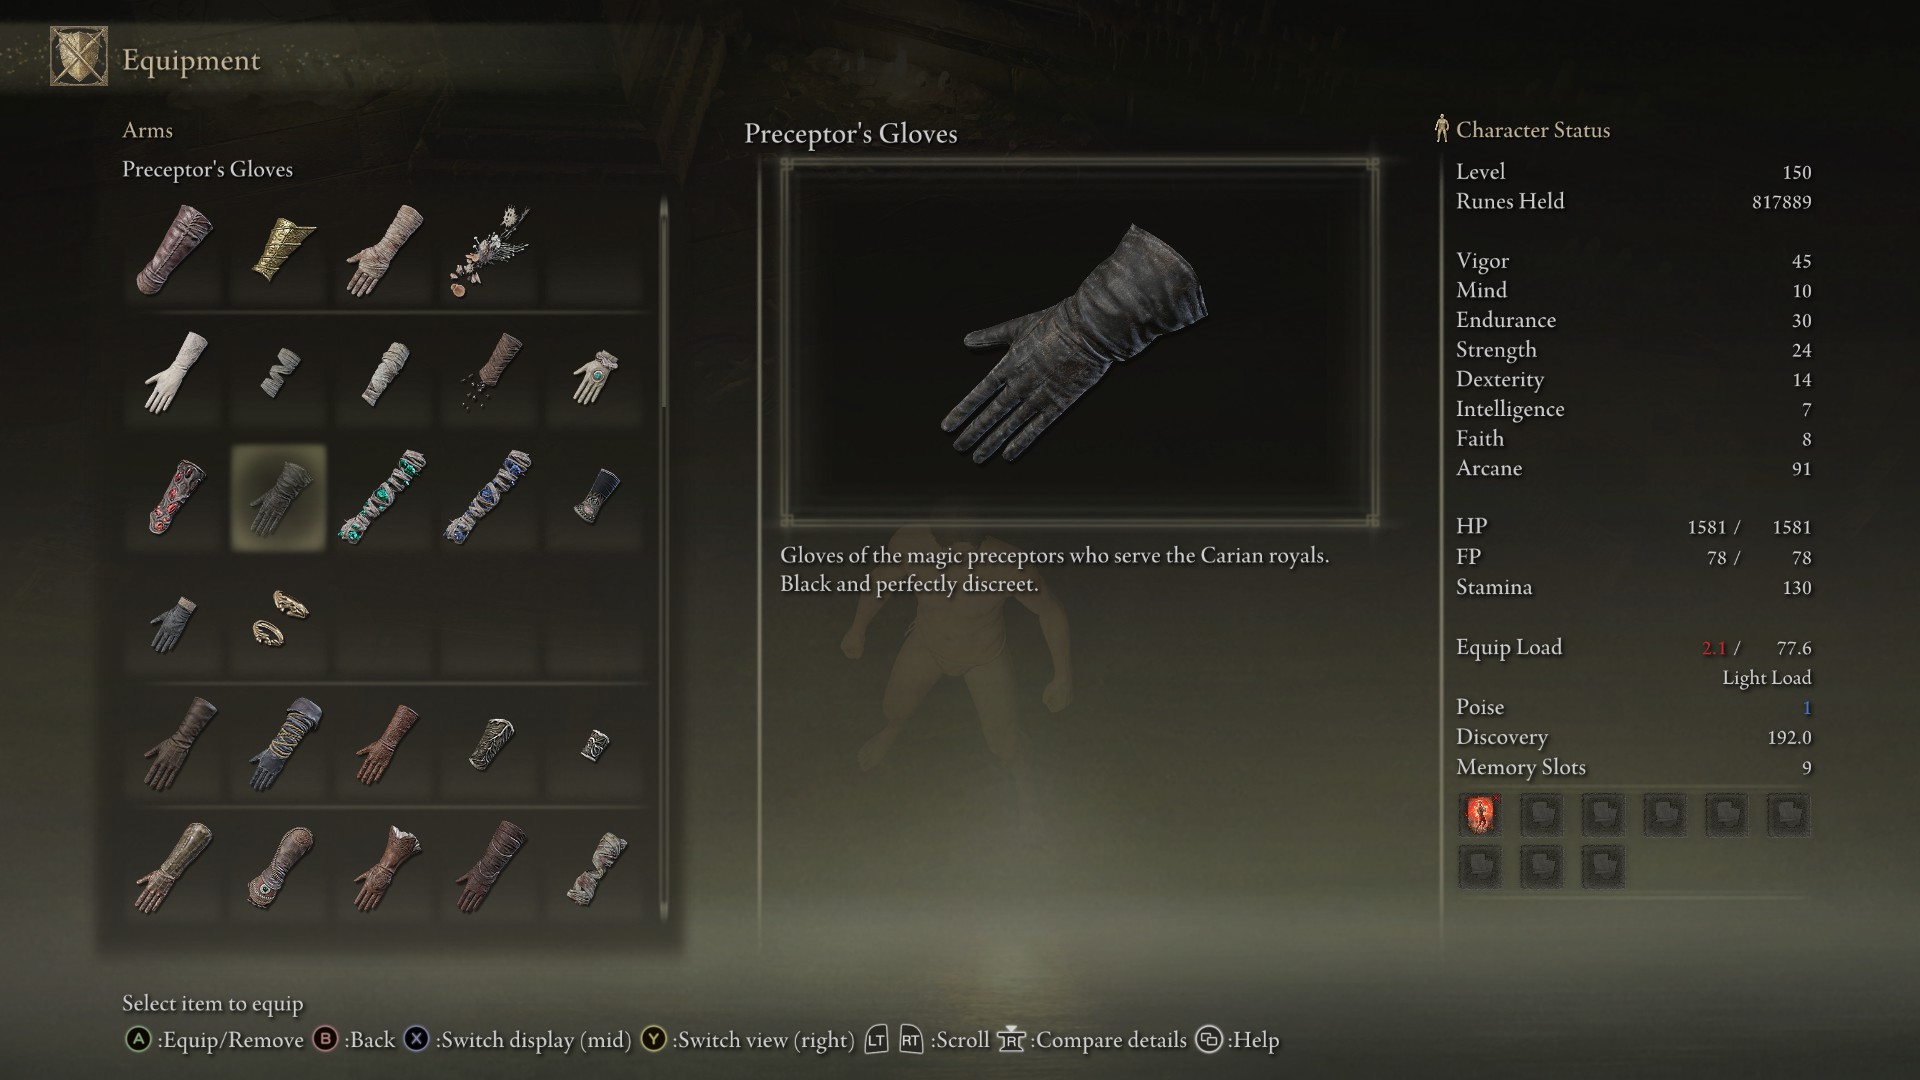 Equipment
Arms
Preceptor's Gloves
Preceptor's Gloves
Gloves of the magic preceptors who serve the Carian royals.
Black and perfectly discreet.
Character Status
Level 150
Runes Held 817889
Vigor 45
Mind 10
Endurance 30
Strength 24
Dexterity 14
Intelligence 7
Faith 8
Arcane 91
HP 1581 / 1581
FP 78 / 78
Stamina 130
Equip Load 2.1 / 77.6
Light Load
Poise 1
Discovery 192.0
Memory Slots 9
Select item to equip
A :Equip/Remove B :Back X :Switch display (mid) Y :Switch view (right) LT RT :Scroll R :Compare details :Help